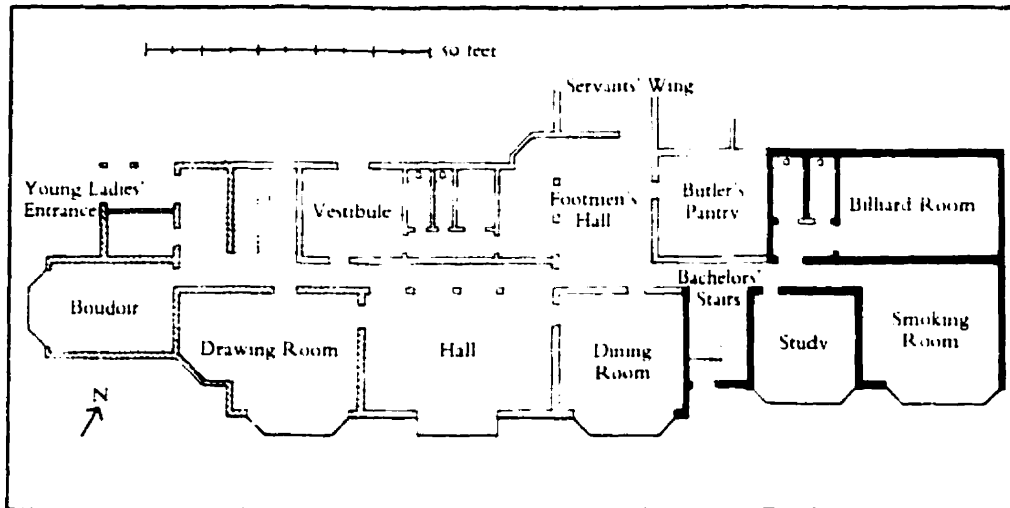 50 feet
Servants' Wing
Young Ladies'
Entrance
Vestibule
Footmen's
Hall
Butler's
Pantry
Billiard Room
Bachelors'
Stairs
Boudoir
Drawing Room
Hall
Dining
Room
Study
Smoking
Room
N